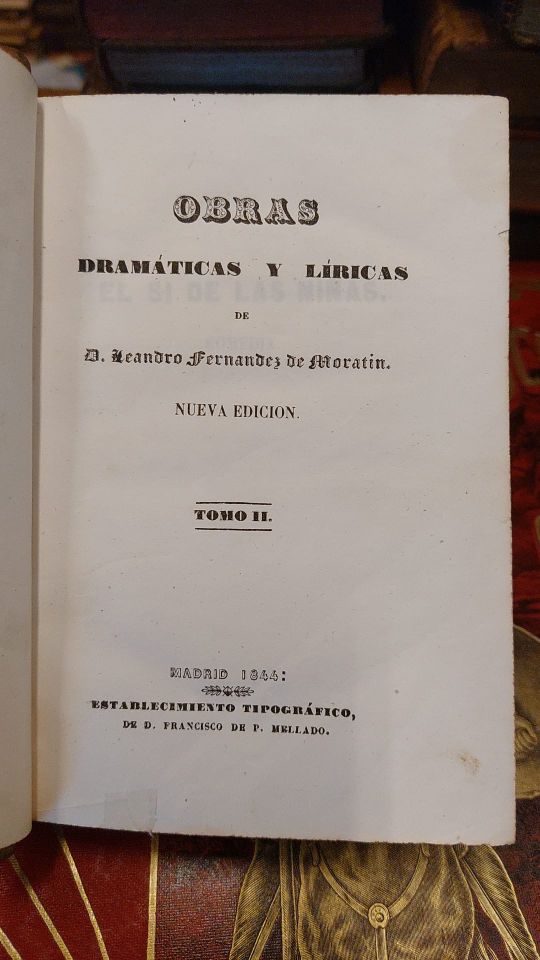 OBRAS
DRAMÁTICAS Y LÍRICAS
DE
D. Leandro Fernandez de Moratin.
NUEVA EDICION.
TOMO II.
MADRID 1844:
ESTABLECIMIENTO TIPOGRÁFICO,
DE D. FRANCISCO DE P. MELLADO.